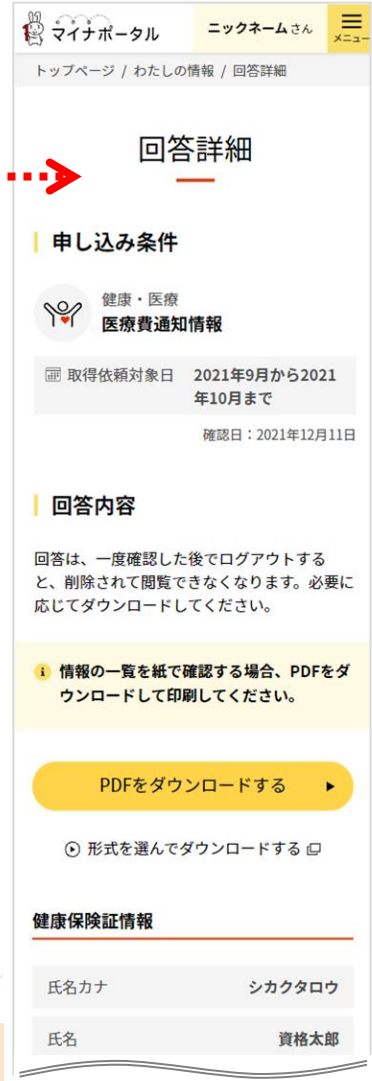 マイナポータル
ニックネームさん
メニュー
トップページ / わたしの情報 / 回答詳細
回答詳細
申し込み条件
健康・医療
医療費通知情報
取得依頼対象日 2021年9月から2021
年10月まで
確認日：2021年12月11日
回答内容
回答は、一度確認した後でログアウトする
と、削除されて閲覧できなくなります。必要に
応じてダウンロードしてください。
情報の一覧を紙で確認する場合、PDFをダ
ウンロードして印刷してください。
PDFをダウンロードする
形式を選んでダウンロードする
健康保険証情報
氏名カナ シカクタロウ
氏名 資格太郎